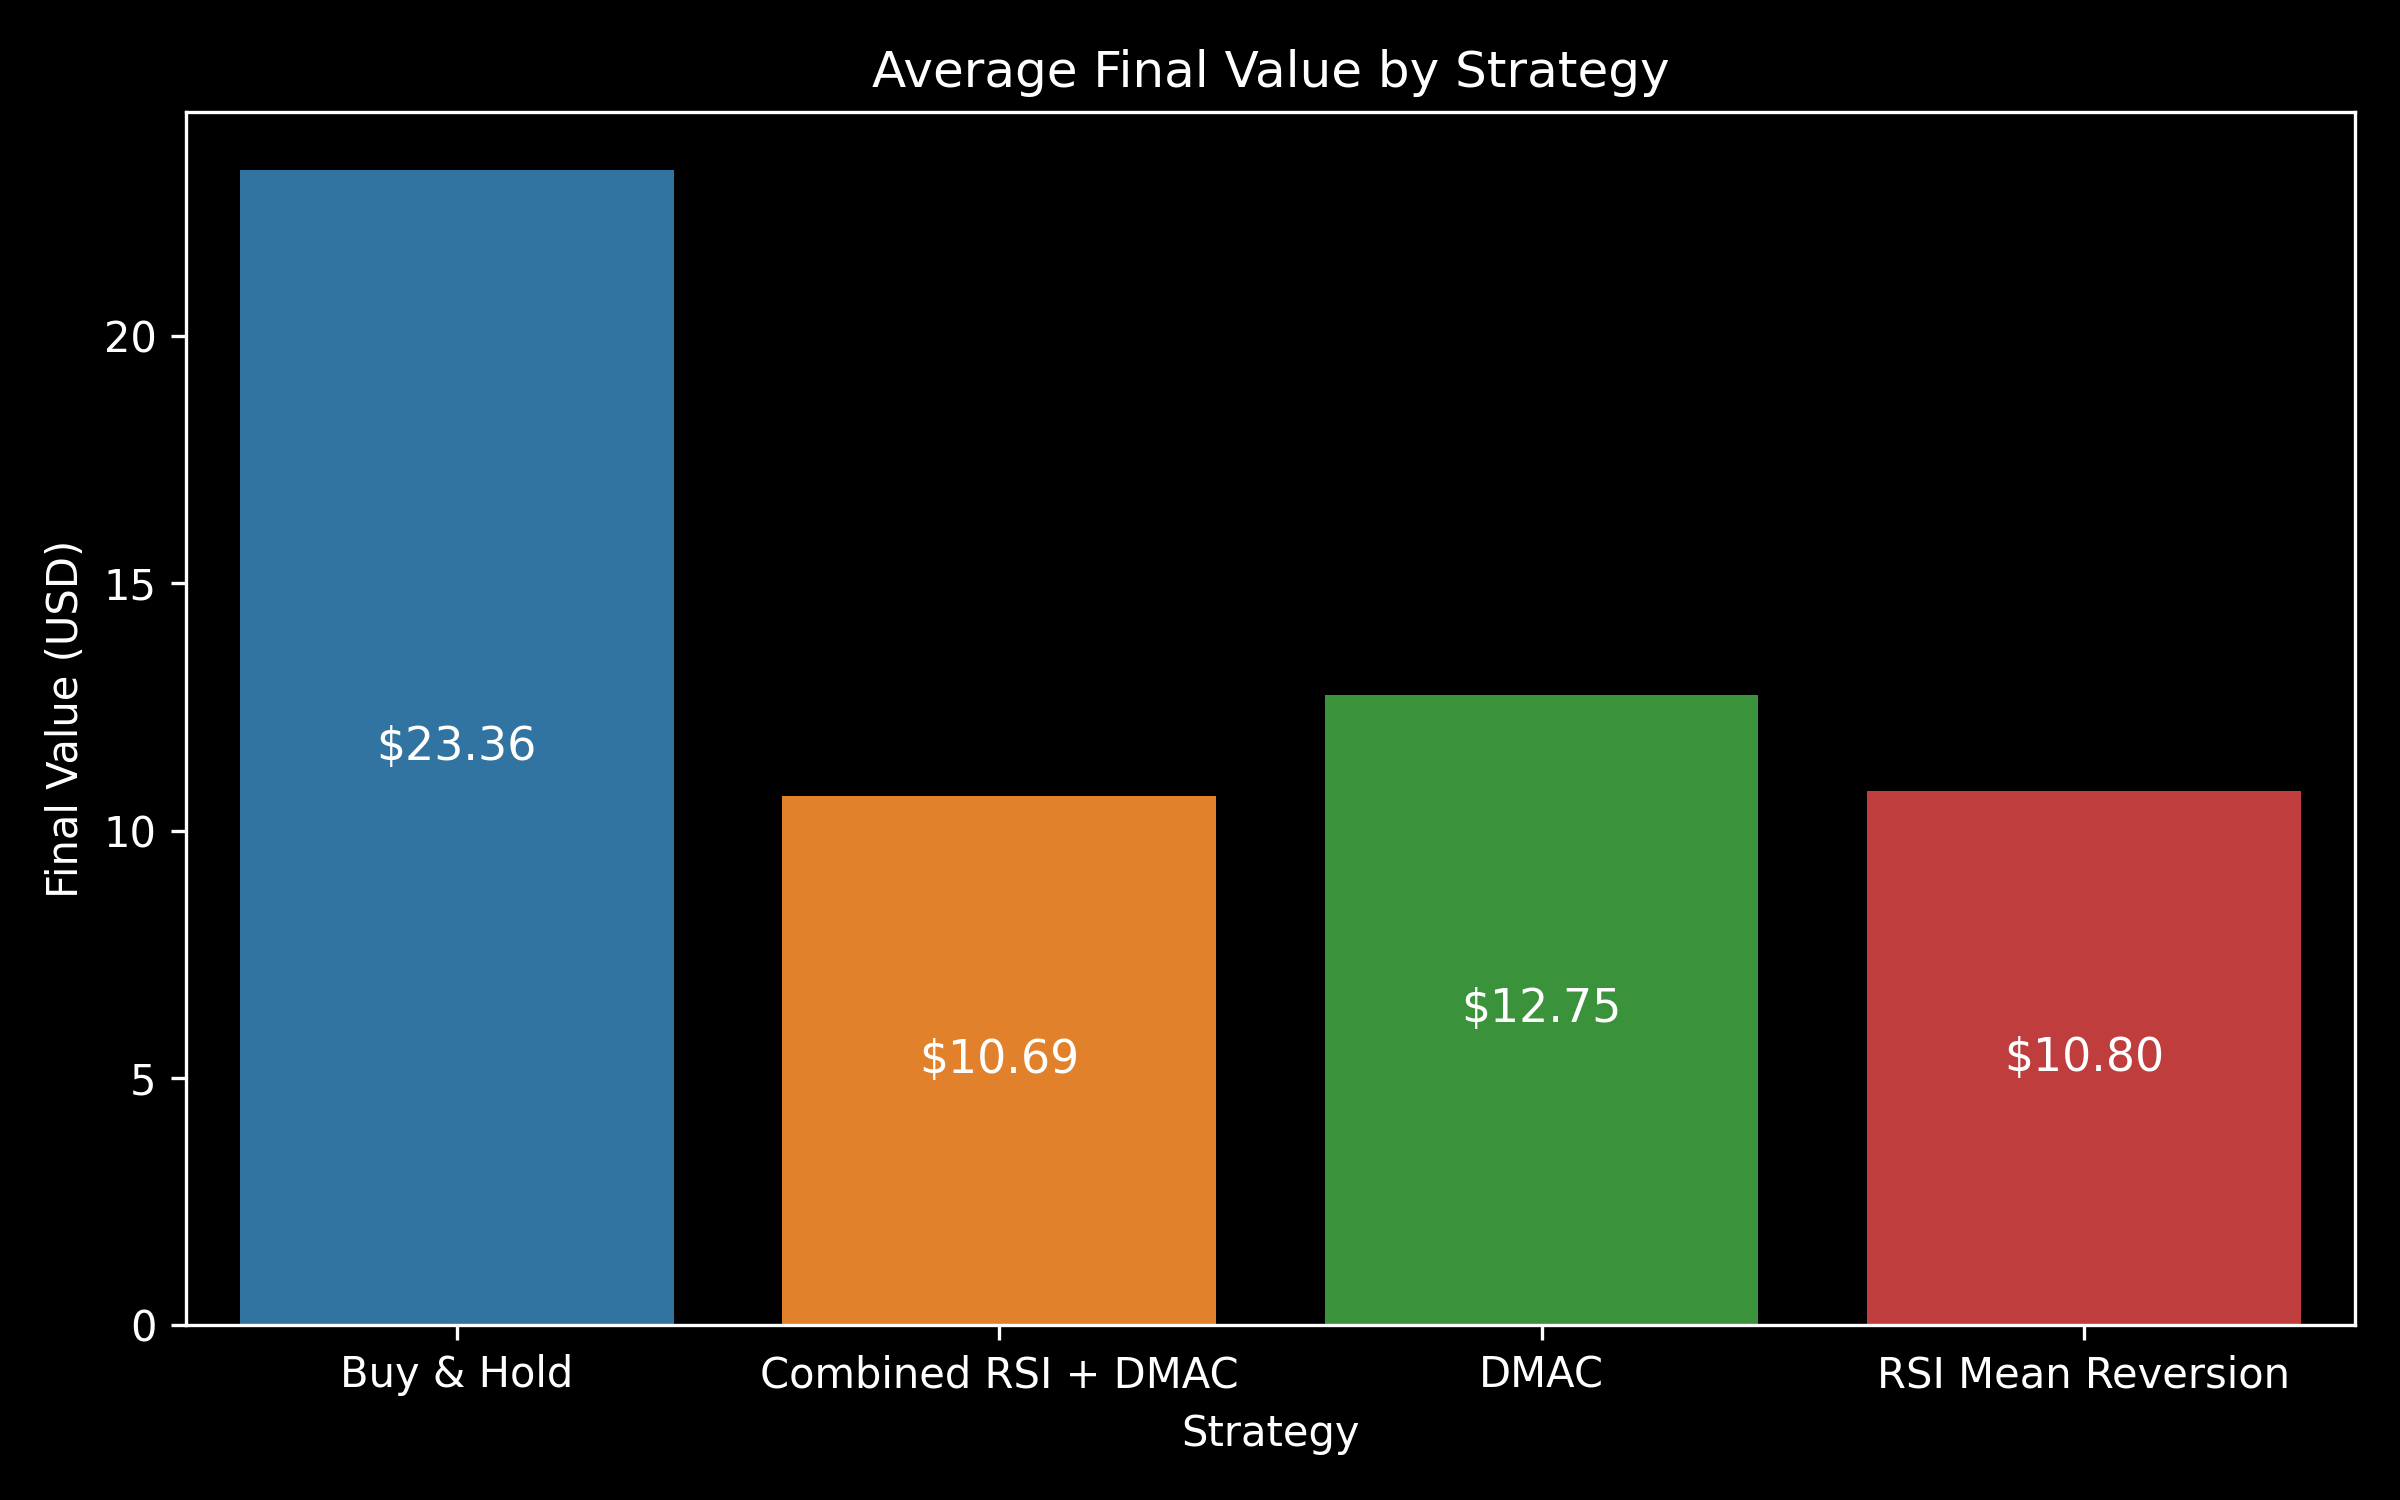 Average Final Value by Strategy
Final Value (USD)
20
15
10
5
0
$23.36
$10.69
$12.75
$10.80
Buy & Hold
Combined RSI + DMAC
DMAC
RSI Mean Reversion
Strategy